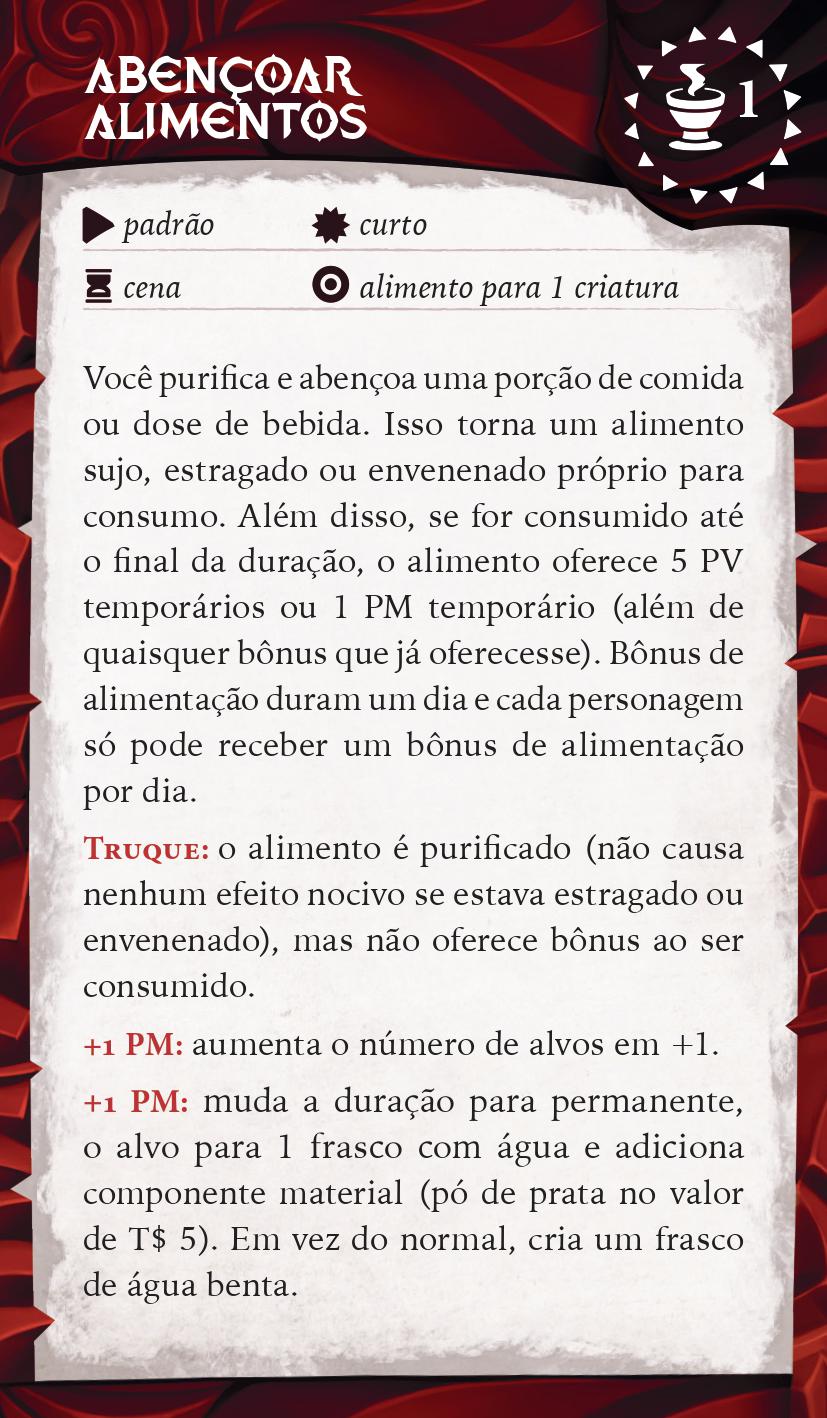 ABENÇOAR
ALIMENTOS
1
padrão curto
cena alimento para 1 criatura
Você purifica e abençoa uma porção de comida
ou dose de bebida. Isso torna um alimento
sujo, estragado ou envenenado próprio para
consumo. Além disso, se for consumido até
o final da duração, o alimento oferece 5 PV
temporários ou 1 PM temporário (além de
quaisquer bônus que já oferecesse). Bônus de
alimentação duram um dia e cada personagem
só pode receber um bônus de alimentação
por dia.
TRUQUE: o alimento é purificado (não causa
nenhum efeito nocivo se estava estragado ou
envenenado), mas não oferece bônus ao ser
consumido.
+1 PM: aumenta o número de alvos em +1.
+1 PM: muda a duração para permanente,
o alvo para 1 frasco com água e adiciona
componente material (pó de prata no valor
de T$ 5). Em vez do normal, cria um frasco
de água benta.